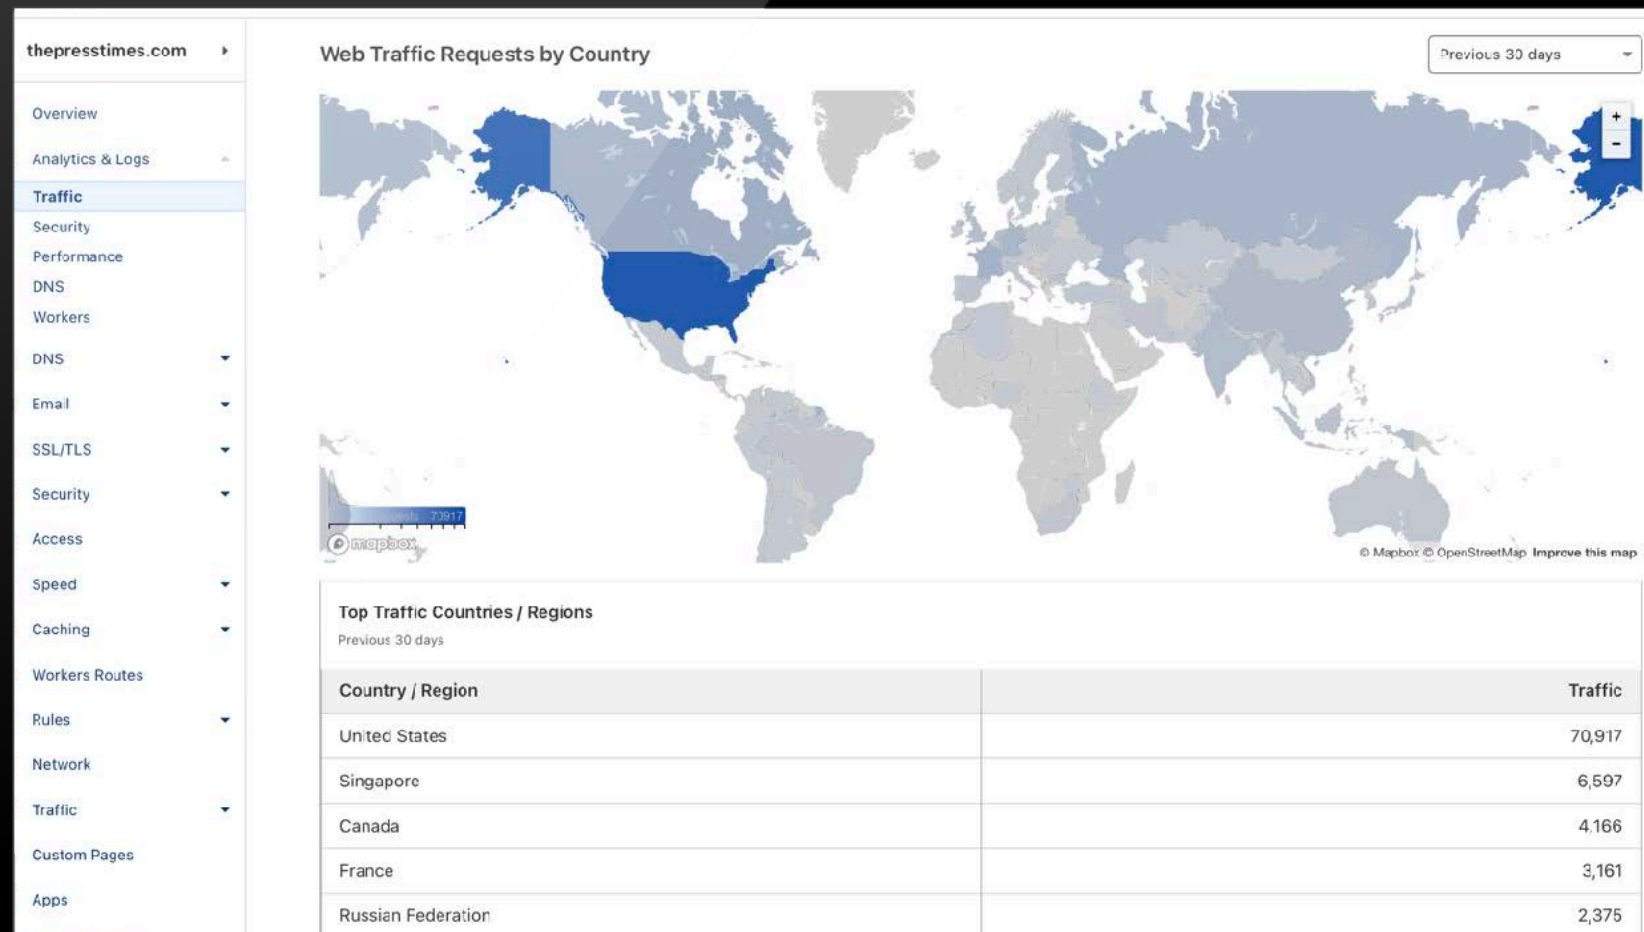 thepresstimes.com
Overview
Analytics & Logs
Traffic
Security
Performance
DNS
Workers
DNS
Email
SSL/TLS
Security
Access
Speed
Caching
Workers Routes
Rules
Network
Traffic
Custom Pages
Apps
Web Traffic Requests by Country
Previous 30 days
+
-
70917
mapbox
© Mapbox © OpenStreetMap Improve this map
Top Traffic Countries / Regions
Previous 30 days
Country / Region Traffic
United States 70,917
Singapore 6,597
Canada 4,166
France 3,161
Russian Federation 2,375